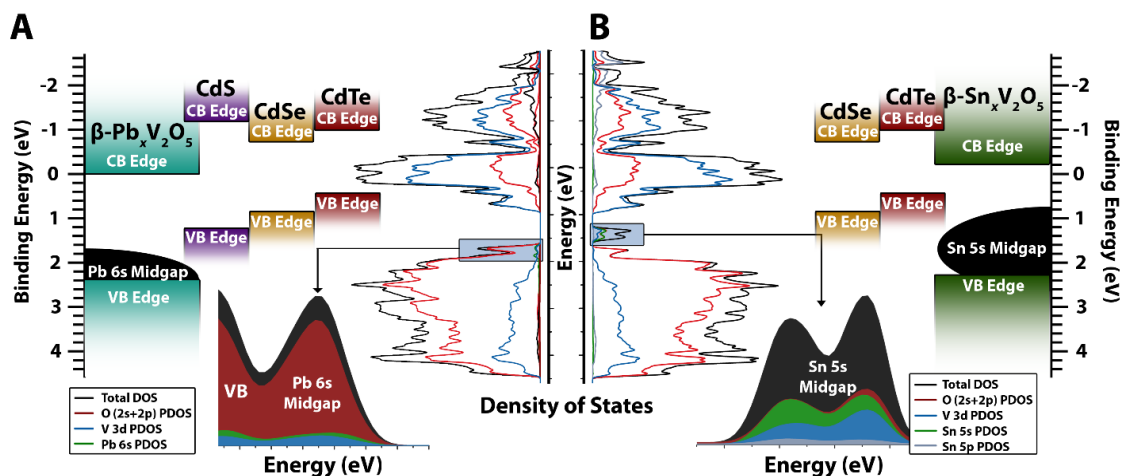 A
B
Binding Energy (eV)
-2
-1
0
1
2
3
4
β-PbₓV₂O₅
CB Edge
Pb 6s Midgap
VB Edge
CdS
CB Edge
VB Edge
CdSe
CB Edge
VB Edge
CdTe
CB Edge
VB Edge
VB
Pb 6s
Midgap
Energy (eV)
Total DOS
O (2s+2p) PDOS
V 3d PDOS
Pb 6s PDOS
Energy (eV)
Density of States
CdSe
CB Edge
VB Edge
CdTe
CB Edge
VB Edge
β-SnₓV₂O₅
CB Edge
Sn 5s Midgap
VB Edge
-2
-1
0
1
2
3
4
Binding Energy (eV)
Sn 5s
Midgap
Energy (eV)
Total DOS
O (2s+2p) PDOS
V 3d PDOS
Sn 5s PDOS
Sn 5p PDOS